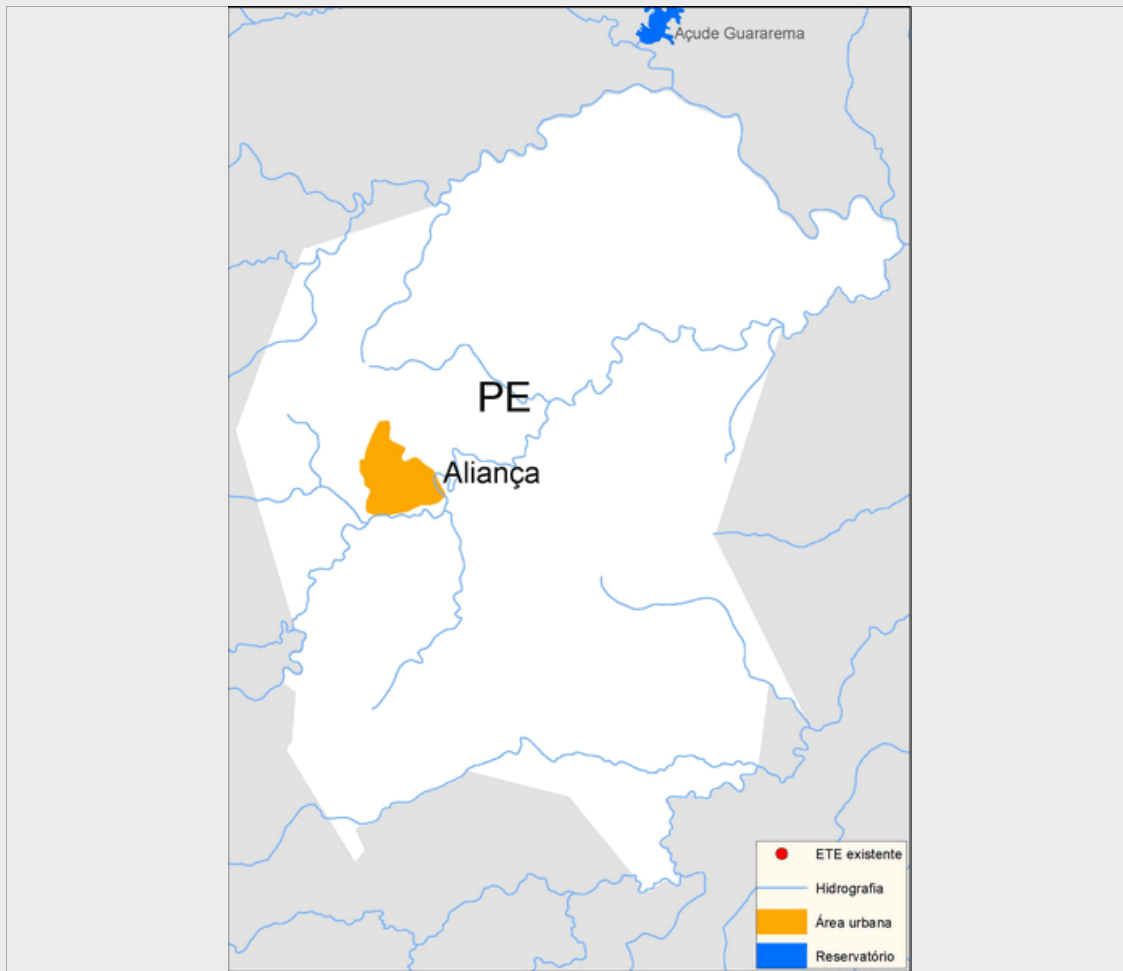 Açude Guararema
PE
Aliança
ETE existente
Hidrografia
Área urbana
Reservatório